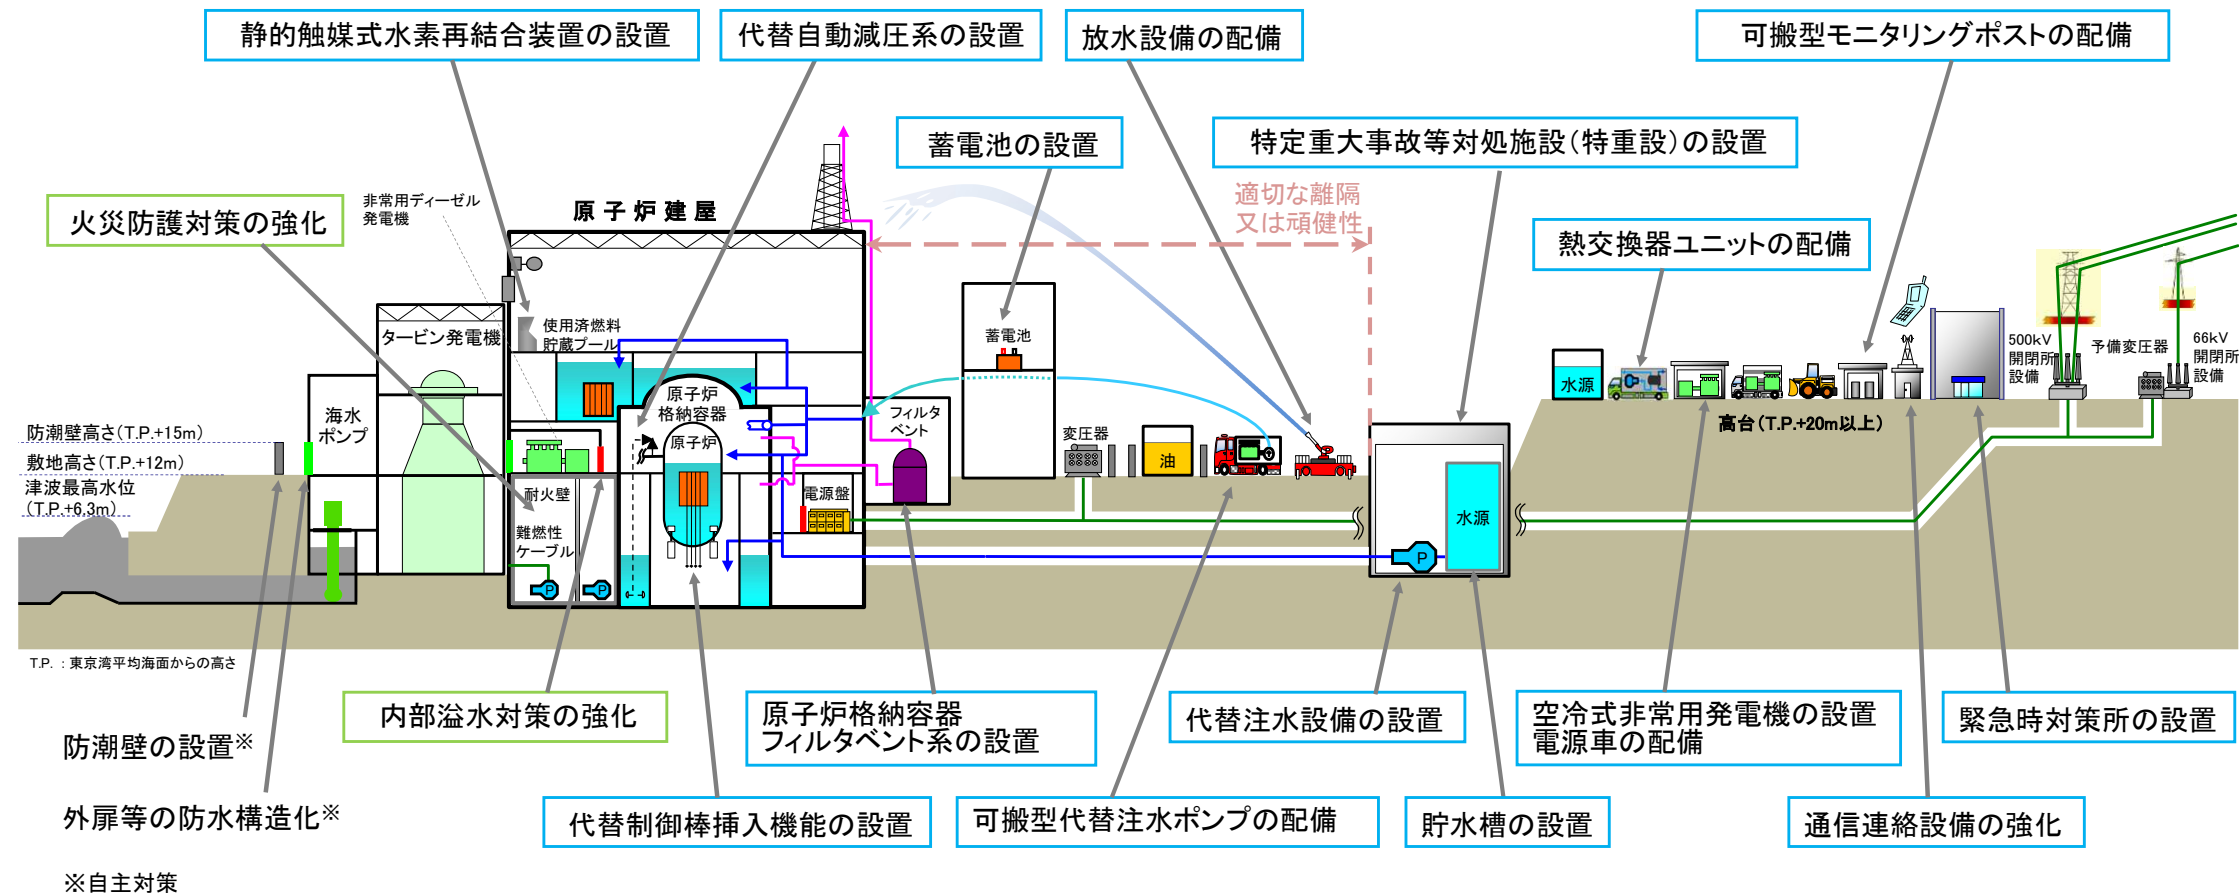 静的触媒式水素再結合装置の設置
代替自動減圧系の設置
放水設備の配備
可搬型モニタリングポストの配備
蓄電池の設置
特定重大事故等対処施設(特重設)の設置
火災防護対策の強化
非常用ディーゼル
発電機
原子炉建屋
適切な離隔
又は頑健性
熱交換器ユニットの配備
タービン発電機
使用済燃料
貯蔵プール
蓄電池
500kV
開閉所
設備
予備変圧器
66kV
開閉所
設備
海水
ポンプ
原子炉
格納容器
原子炉
フィルタ
ベント
変圧器
油
水源
高台(T.P.+20m以上)
防潮壁高さ(T.P.+15m)
敷地高さ(T.P.+12m)
津波最高水位
(T.P.+6.3m)
耐火壁
難燃性
ケーブル
P
P
電源盤
水源
P
T.P. : 東京湾平均海面からの高さ
内部溢水対策の強化
原子炉格納容器
フィルタベント系の設置
代替注水設備の設置
空冷式非常用発電機の設置
電源車の配備
緊急時対策所の設置
防潮壁の設置※
外扉等の防水構造化※
代替制御棒挿入機能の設置
可搬型代替注水ポンプの配備
貯水槽の設置
通信連絡設備の強化
※自主対策